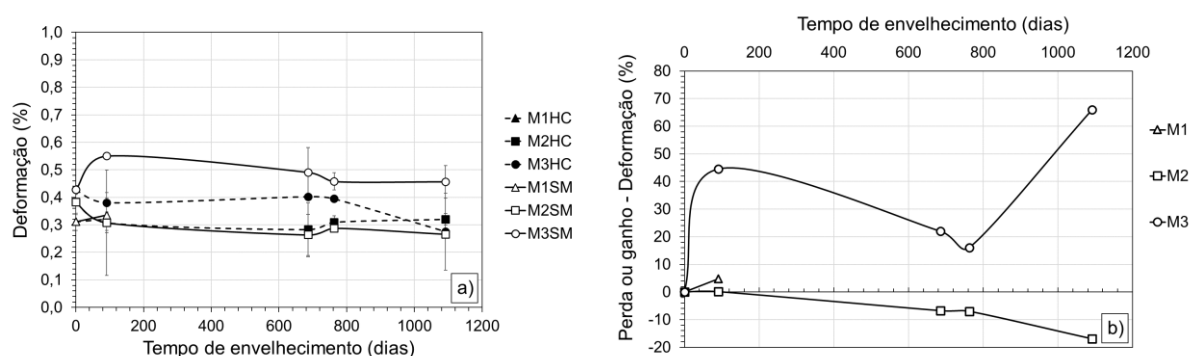 1,0
0,9
0,8
0,7
0,6
0,5
0,4
0,3
0,2
0,1
0,0
Deformação (%)
0 200 400 600 800 1000 1200
Tempo de envelhecimento (dias)
a)
M1HC
M2HC
M3HC
M1SM
M2SM
M3SM
Tempo de envelhecimento (dias)
0 200 400 600 800 1000 1200
80
70
60
50
40
30
20
10
0
-10
-20
Perda ou ganho - Deformação (%)
b)
M1
M2
M3